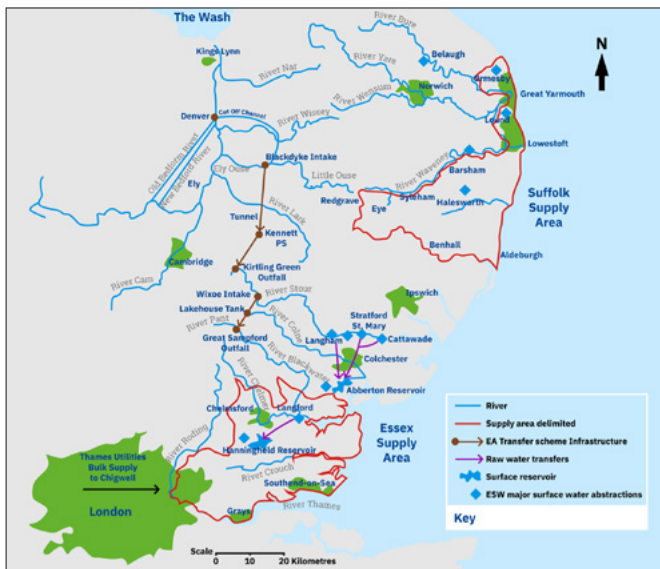 The Wash
N
River Bure
Kings Lynn
Belaugh
River Yare
Ormesby
River Nar
Norwich
Great Yarmouth
River Wensum
Denver
Cut Off Channel
River Wissey
Lound
Old Bedform River
New Bedford River
Lowestoft
Blackdyke Intake
River Waveney
Ely Ouse
Little Ouse
Barsham
Ely
Redgrave
Syleham
Suffolk
Supply
Area
Eye
Halesworth
River Lark
Tunnel
Kennett
PS
Benhall
Aldeburgh
Cambridge
Kirtling Green
Outfall
River Cam
Wixoe Intake
River Stour
Ipswich
Lakehouse Tank
Stratford
St. Mary
River Pant
River Colne
Great Sampford
Outfall
Langham
Cattawade
Colchester
River Blackwater
Abberton Reservoir
River Chelmer
Chelmsford
Langford
Essex
Supply
Area
River Roding
Hanningfield Reservoir
Thames Utilities
Bulk Supply
to Chigwell
River Crouch
Southend-on-Sea
London
Grays
River Thames
Scale
0 10 20 Kilometres
River
Supply area delimited
EA Transfer scheme Infrastructure
Raw water transfers
Surface reservoir
ESW major surface water abstractions
Key